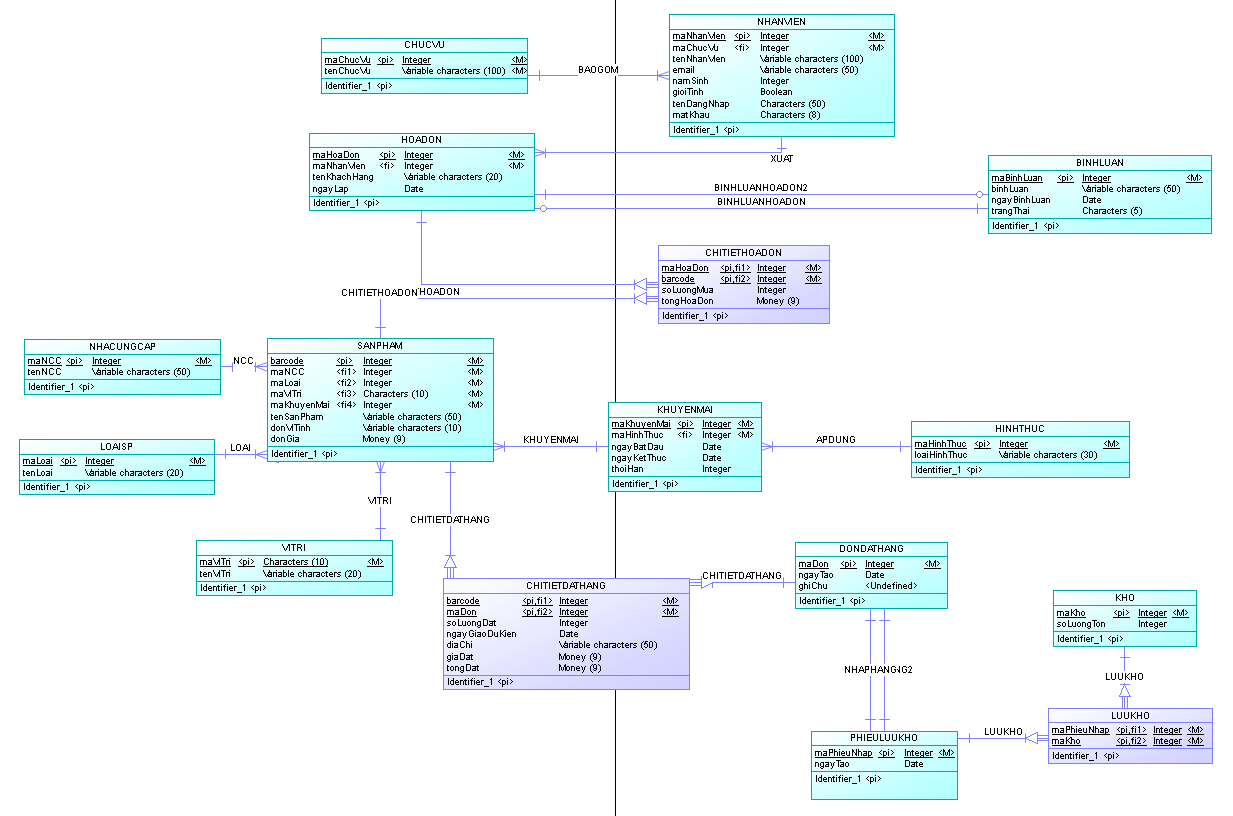 NHANVIEN
maNhanVien <pi> Integer <M>
maChucVu <fi> Integer <M>
tenNhanVien Variable characters (100)
email Variable characters (50)
namSinh Integer
gioiTinh Boolean
tenDangNhap Characters (50)
matKhau Characters (8)
Identifier_1 <pi>
CHUCVU
maChucVu <pi> Integer <M>
tenChucVu Variable characters (100) <M>
Identifier_1 <pi>
BAOGOM
HOADON
maHoaDon <pi> Integer <M>
maNhanVien <fi> Integer <M>
tenKhachHang Variable characters (20)
ngayLap Date
Identifier_1 <pi>
XUAT
BINHLUAN
maBinhLuan <pi> Integer <M>
binhLuan Variable characters (50)
ngayBinhLuan Date
trangThai Characters (5)
Identifier_1 <pi>
BINHLUANHOADON2
BINHLUANHOADON
CHITIETHOADON
maHoaDon <pi,fi1> Integer <M>
barcode <pi,fi2> Integer <M>
soLuongMua Integer
tongHoaDon Money (9)
Identifier_1 <pi>
CHITIETHOADON HOADON
NHACUNGCAP
maNCC <pi> Integer <M>
tenNCC Variable characters (50)
Identifier_1 <pi>
NCC
SANPHAM
barcode <pi> Integer <M>
maNCC <fi1> Integer <M>
maLoai <fi2> Integer <M>
maViTri <fi3> Characters (10) <M>
maKhuyenMai <fi4> Integer <M>
tenSanPham Variable characters (50)
donViTinh Variable characters (10)
donGia Money (9)
Identifier_1 <pi>
LOAISP
maLoai <pi> Integer <M>
tenLoai Variable characters (20)
Identifier_1 <pi>
LOAI
KHUYENMAI
KHUYENMAI
maKhuyenMai <pi> Integer <M>
maHinhThuc <fi> Integer <M>
ngayBatDau Date
ngayKetThuc Date
thoiHan Integer
Identifier_1 <pi>
APDUNG
HINHTHUC
maHinhThuc <pi> Integer <M>
loaiHinhThuc Variable characters (30)
Identifier_1 <pi>
VITRI
VITRI
maViTri <pi> Characters (10) <M>
tenViTri Variable characters (20)
Identifier_1 <pi>
CHITIETDATHANG
CHITIETDATHANG
barcode <pi,fi1> Integer <M>
maDon <pi,fi2> Integer <M>
soLuongDat Integer
ngayGiaoDuKien Date
diaChi Variable characters (50)
giaDat Money (9)
tongDat Money (9)
Identifier_1 <pi>
CHITIETDATHANG
DONDATHANG
maDon <pi> Integer <M>
ngayTao Date
ghiChu <Undefined>
Identifier_1 <pi>
NHAPHANGNG2
KHO
maKho <pi> Integer <M>
soLuongTon Integer
Identifier_1 <pi>
LUUKHO
LUUKHO
maPhieuNhap <pi,fi1> Integer <M>
maKho <pi,fi2> Integer <M>
Identifier_1 <pi>
LUUKHO
PHIEULUUKHO
maPhieuNhap <pi> Integer <M>
ngayTao Date
Identifier_1 <pi>